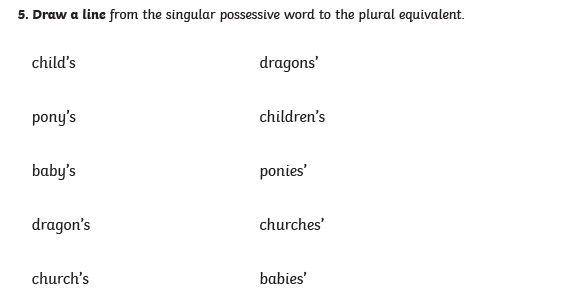 5. Draw a line from the singular possessive word to the plural equivalent.
child’s dragons’
pony’s children’s
baby’s ponies’
dragon’s churches’
church’s babies’